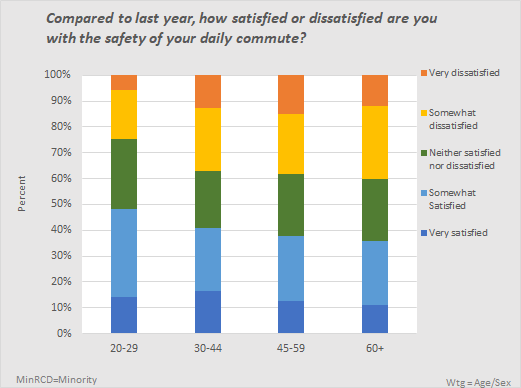 Compared to last year, how satisfied or dissatisfied are you
with the safety of your daily commute?
100%
90%
80%
70%
60%
50%
40%
30%
20%
10%
0%
Percent
20-29
30-44
45-59
60+
Very dissatisfied
Somewhat
dissatisfied
Neither satisfied
nor dissatisfied
Somewhat
Satisfied
Very satisfied
MinRCD=Minority
Wtg = Age/Sex